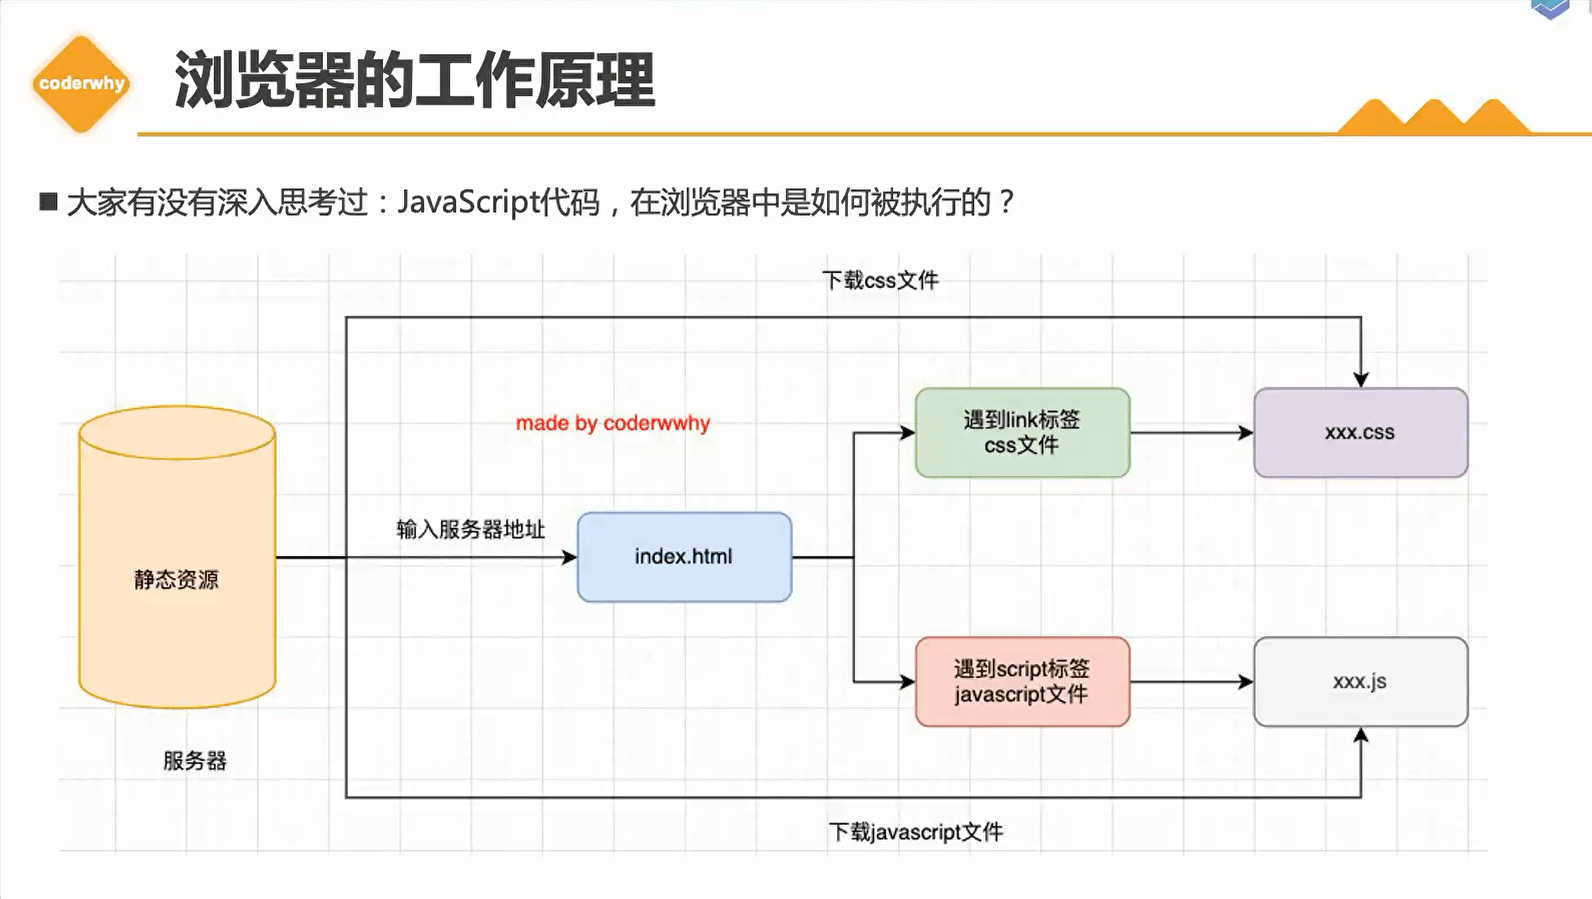 coderwhy
浏览器的工作原理
大家有没有深入思考过：JavaScript代码，在浏览器中是如何被执行的？
下载css文件
made by coderwwhy
遇到link标签
css文件
xxx.css
输入服务器地址
index.html
静态资源
遇到script标签
javascript文件
xxx.js
服务器
下载javascript文件